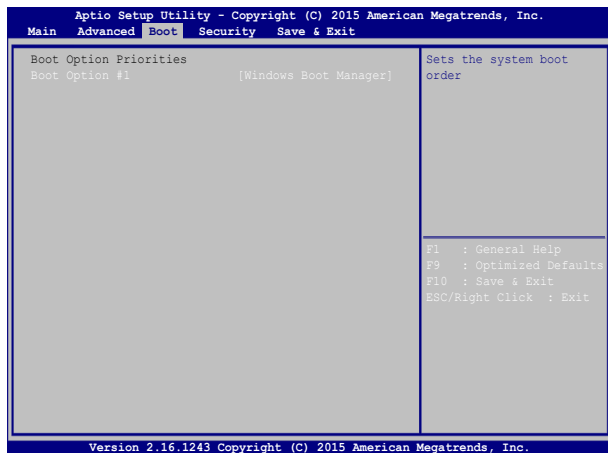 Aptio Setup Utility - Copyright (C) 2015 American Megatrends, Inc.
Main Advanced Boot Security Save & Exit
Boot Option Priorities
Boot Option #1 [Windows Boot Manager]
Sets the system boot
order
F1 : General Help
F9 : Optimized Defaults
F10 : Save & Exit
ESC/Right Click : Exit
Version 2.16.1243 Copyright (C) 2015 American Megatrends, Inc.